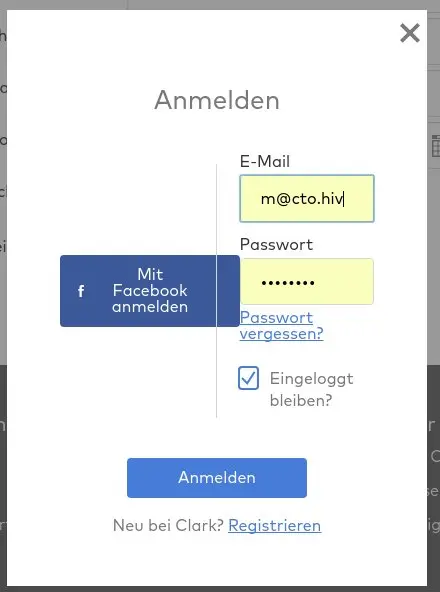 Anmelden
E-Mail
m@cto.hiv
Passwort
••••••••
Mit
Facebook
anmelden
Passwort
vergessen?
Eingeloggt
bleiben?
Anmelden
Neu bei Clark? Registrieren